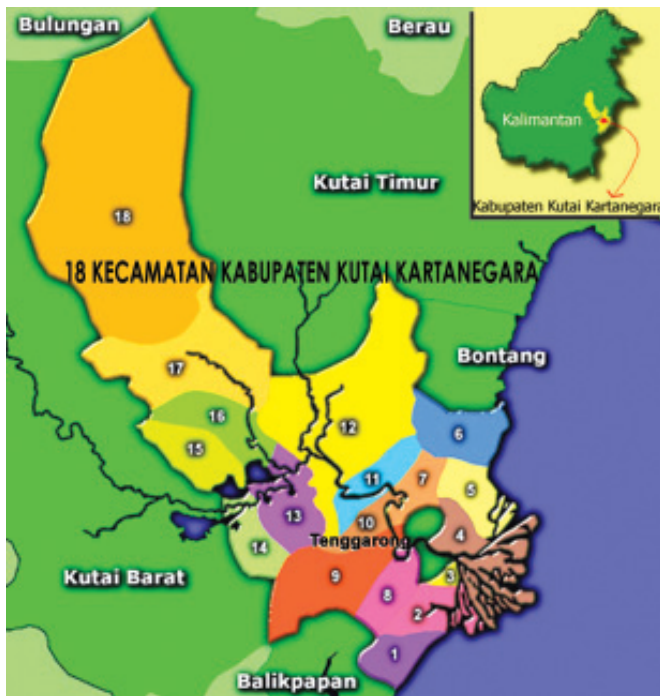 Bulungan
Berau
Kalimantan
Kabupaten Kutai Kartanegara
Kutai Timur
18
18 KECAMATAN KABUPATEN KUTAI KARTANEGARA
Bontang
17
16
12
6
15
11
7
5
13
10
4
Tenggarong
14
Kutai Barat
9
3
8
2
1
Balikpapan